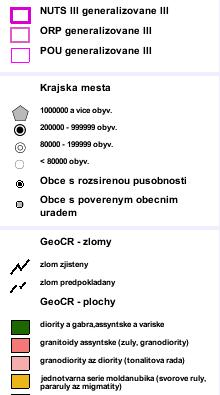 NUTS III generalizovane III
ORP generalizovane III
POU generalizovane III
Krajska mesta
1000000 a vice obyv.
200000 - 999999 obyv.
80000 - 199999 obyv.
< 80000 obyv.
Obce s rozsirenou pusobnosti
Obce s poverenym obecnim
uradem
GeoCR - zlomy
zlom zjisteny
zlom predpokladany
GeoCR - plochy
diority a gabra,assyntske a variske
granitoidy assyntske (zuly, granodiority)
granodiority az diority (tonalitova rada)
jednotvarna serie moldanubika (svorove ruly,
pararuly az migmatity)